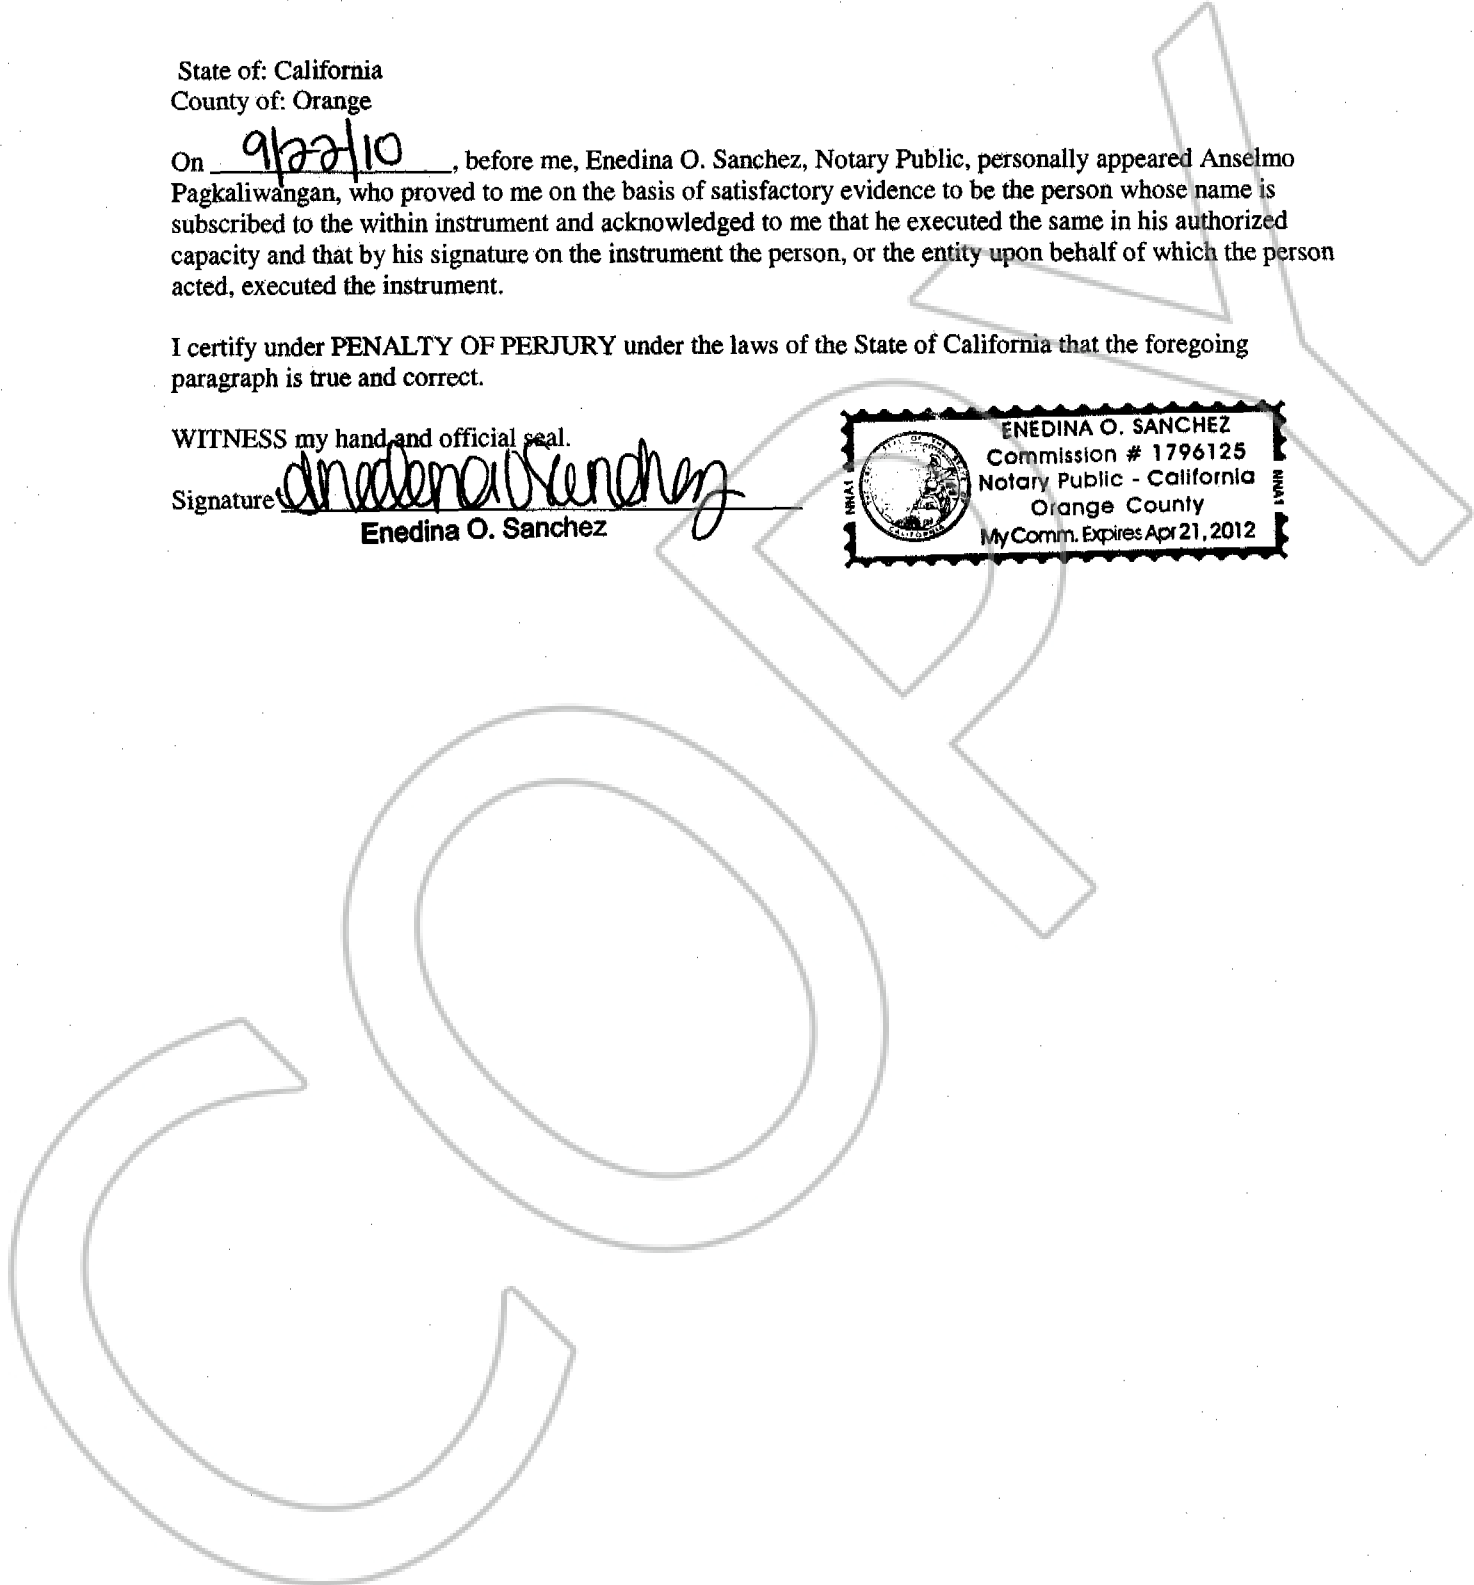 State of: California
County of: Orange
On 9/22/10, before me, Enedina O. Sanchez, Notary Public, personally appeared Anselmo
Pagkaliwangan, who proved to me on the basis of satisfactory evidence to be the person whose name is
subscribed to the within instrument and acknowledged to me that he executed the same in his authorized
capacity and that by his signature on the instrument the person, or the entity upon behalf of which the person
acted, executed the instrument.
I certify under PENALTY OF PERJURY under the laws of the State of California that the foregoing
paragraph is true and correct.
WITNESS my hand and official seal.
Signature Enedina O Sanchez
Enedina O. Sanchez
ENEDINA O. SANCHEZ
Commission # 1796125
Notary Public - California
Orange County
My Comm. Expires Apr 21, 2012
NNA1
NNA1
COPY